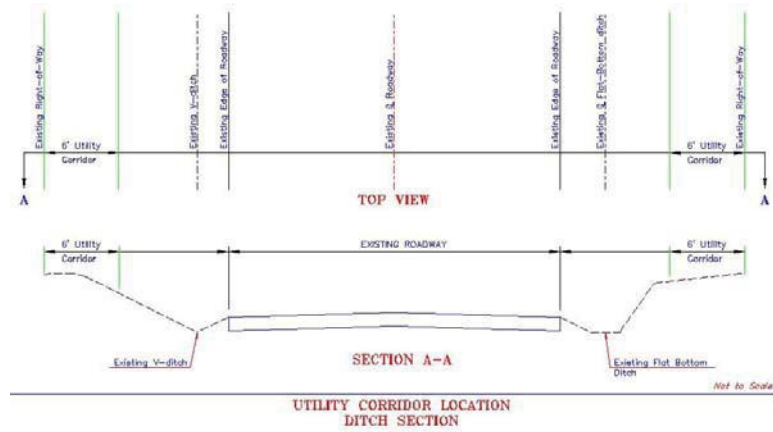 Existing Right-of-Way
Existing V-ditch
Existing Edge of Roadway
Existing ℄ Roadway
Existing Edge of Roadway
Existing ℄ Flat-Bottom ditch
Existing Right-of-Way
6' Utility
Corridor
6' Utility
Corridor
A
TOP VIEW
A
6' Utility
Corridor
EXISTING ROADWAY
6' Utility
Corridor
Existing V-ditch
SECTION A-A
Existing Flat Bottom
Ditch
Not to Scale
UTILITY CORRIDOR LOCATION
DITCH SECTION